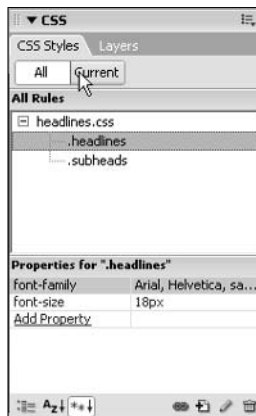 CSS
CSS Styles Layers
All Current
All Rules
headlines.css
.headlines
.subheads
Properties for ".headlines"
font-family Arial, Helvetica, sa...
font-size 18px
Add Property
AZ